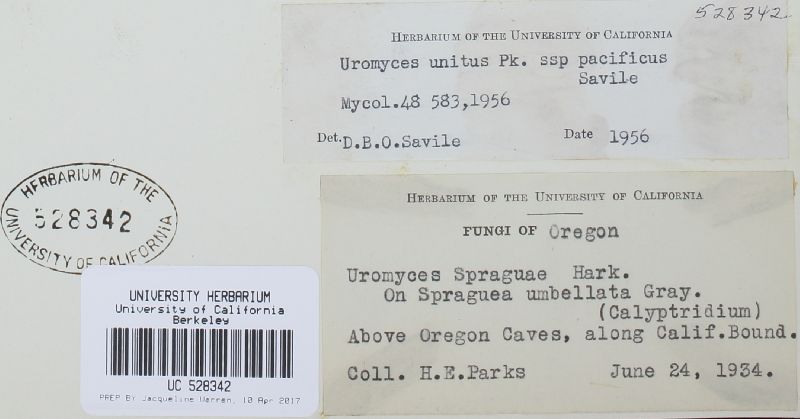 528342
HERBARIUM OF THE UNIVERSITY OF CALIFORNIA
Uromyces unitus Pk. ssp pacificus
Savile
Mycol.48 583,1956
Det. D.B.O.Savile Date 1956
HERBARIUM OF THE
528342
UNIVERSITY OF CALIFORNIA
HERBARIUM OF THE UNIVERSITY OF CALIFORNIA
FUNGI OF Oregon
Uromyces Spraguae Hark.
On Spraguea umbellata Gray.
(Calyptridium)
Above Oregon Caves, along Calif.Bound.
Coll. H.E.Parks June 24, 1934.
UNIVERSITY HERBARIUM
University of California
Berkeley
UC 528342
PREP BY Jacqueline Warren, 10 Apr 2017